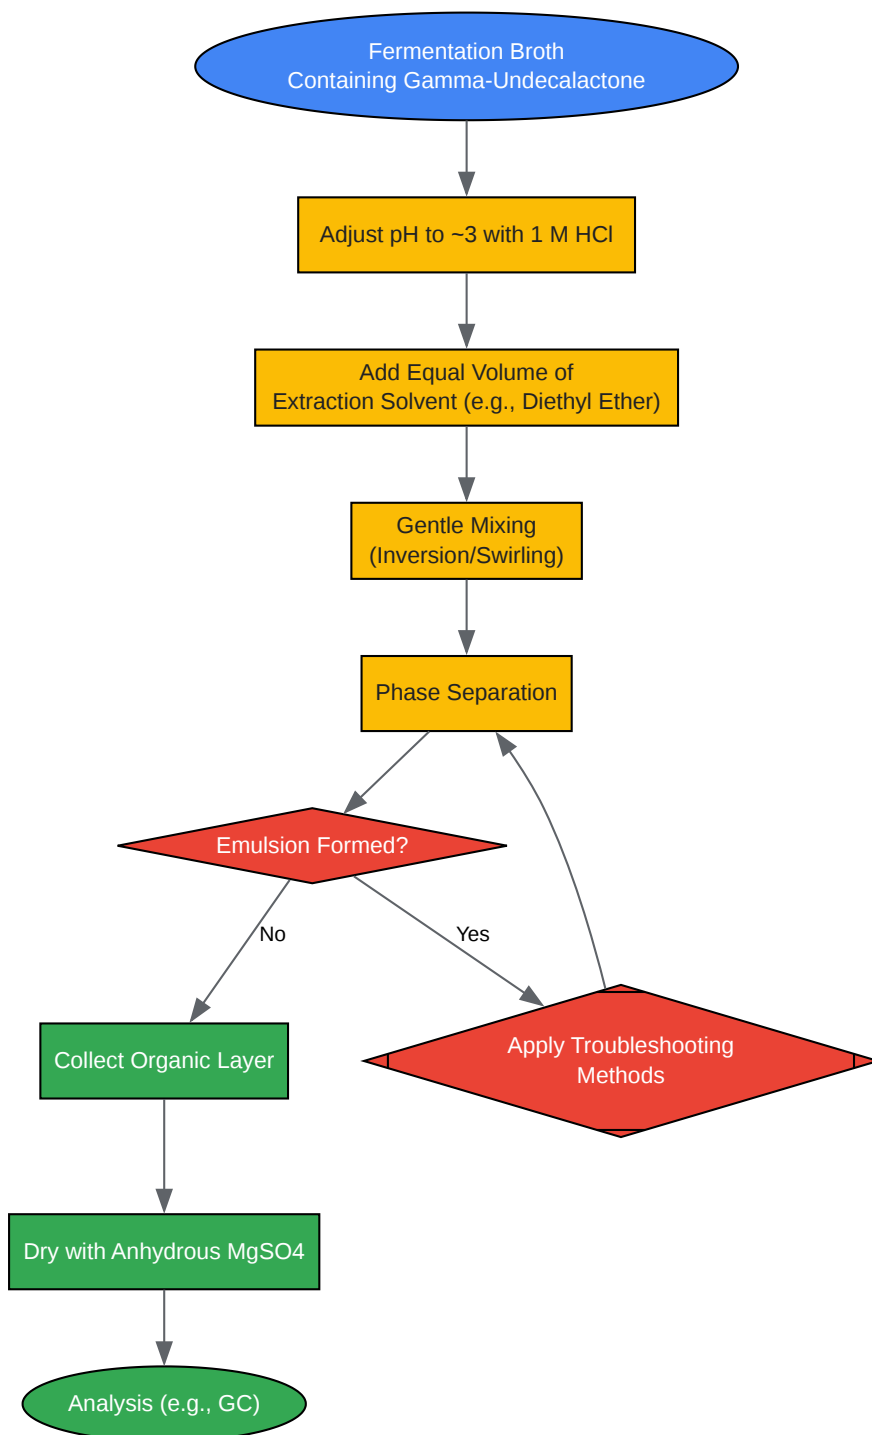 Fermentation Broth
Containing Gamma-Undecalactone
Adjust pH to ~3 with 1 M HCl
Add Equal Volume of
Extraction Solvent (e.g., Diethyl Ether)
Gentle Mixing
(Inversion/Swirling)
Phase Separation
Emulsion Formed?
No
Yes
Collect Organic Layer
Apply Troubleshooting
Methods
Dry with Anhydrous MgSO4
Analysis (e.g., GC)